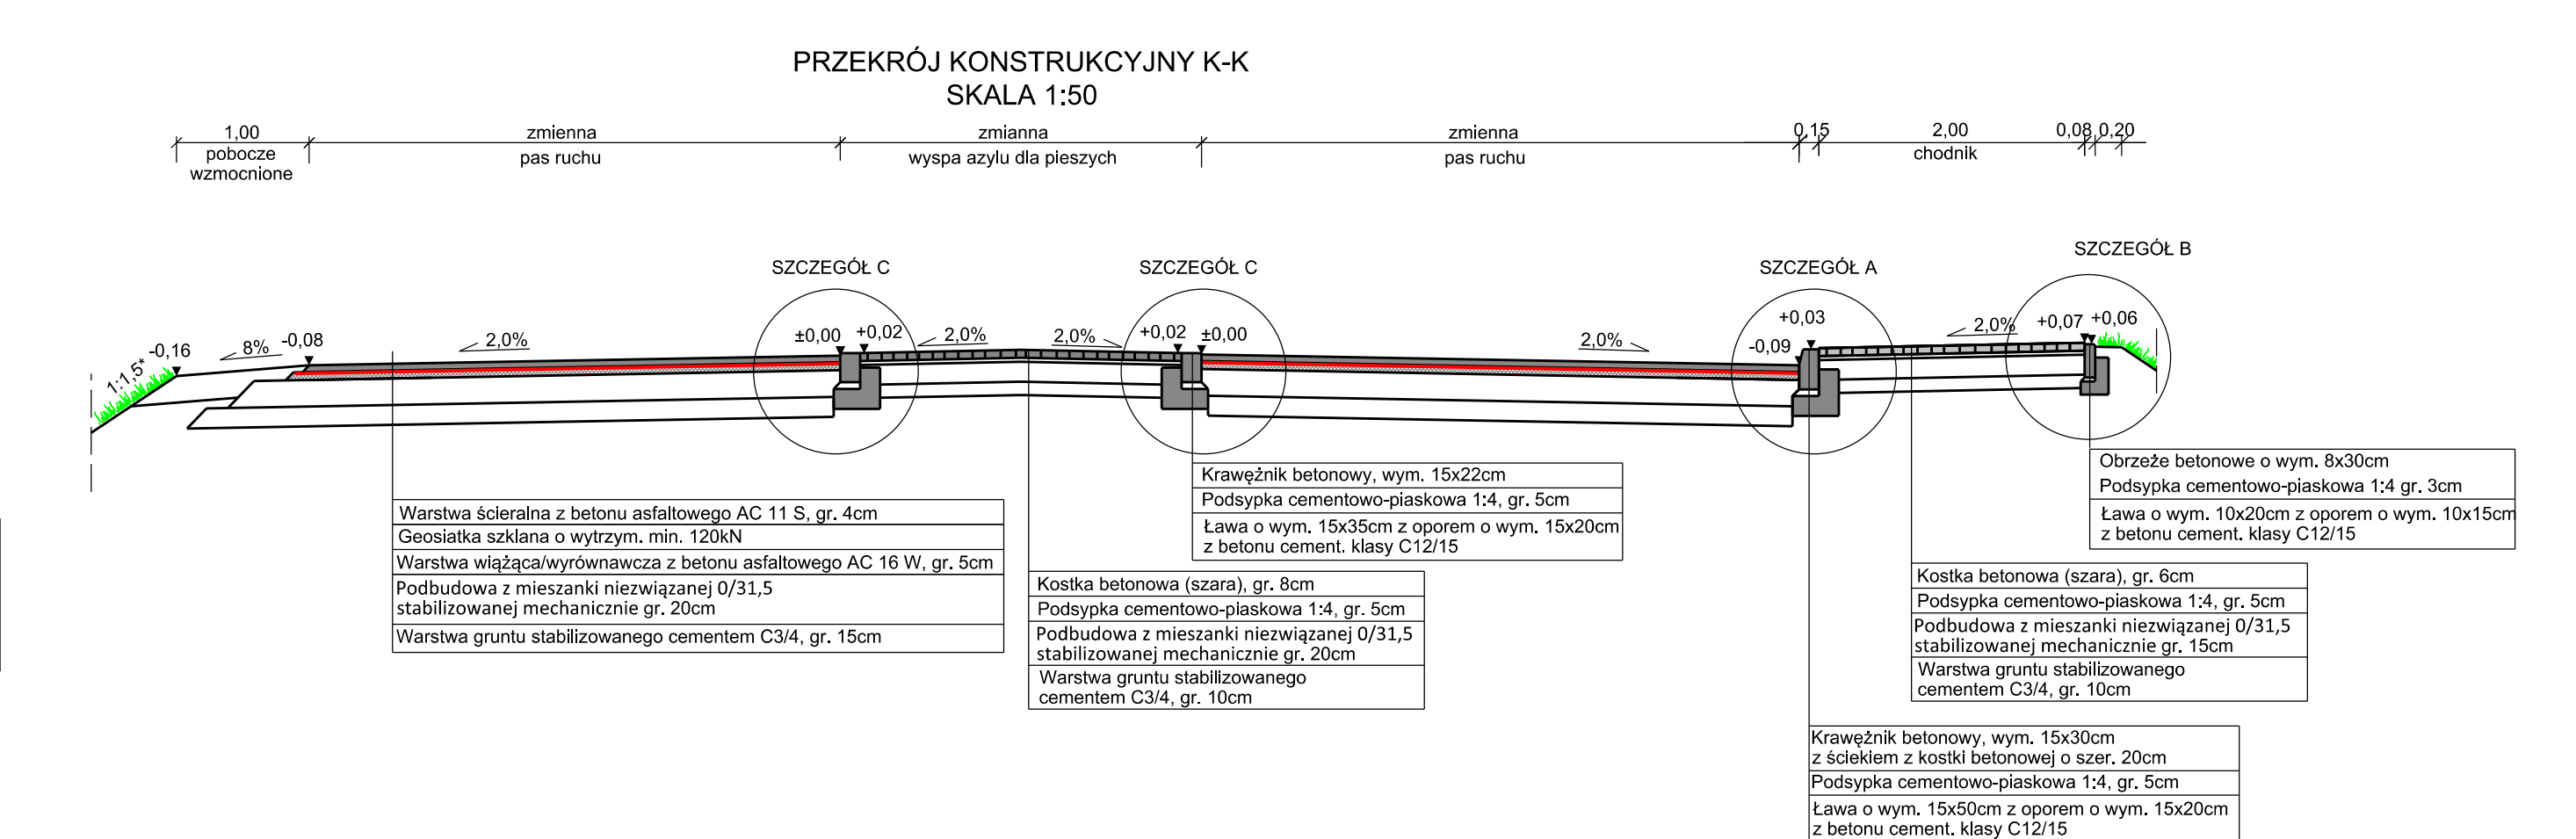 PRZEKRÓJ KONSTRUKCYJNY K-K
SKALA 1:50
1,00
pobocze
wzmocnione
zmienna
pas ruchu
zmianna
wyspa azylu dla pieszych
zmienna
pas ruchu
0,15
2,00
chodnik
0,08
0,20
SZCZEGÓŁ C
SZCZEGÓŁ C
SZCZEGÓŁ A
SZCZEGÓŁ B
1:1,5*
-0,16
8%
-0,08
2,0%
±0,00
+0,02
2,0%
2,0%
+0,02
±0,00
2,0%
-0,09
+0,03
2,0%
+0,07
+0,06
Warstwa ścieralna z betonu asfaltowego AC 11 S, gr. 4cm
Geosiatka szklana o wytrzym. min. 120kN
Warstwa wiążąca/wyrównawcza z betonu asfaltowego AC 16 W, gr. 5cm
Podbudowa z mieszanki niezwiązanej 0/31,5
stabilizowanej mechanicznie gr. 20cm
Warstwa gruntu stabilizowanego cementem C3/4, gr. 15cm
Krawężnik betonowy, wym. 15x22cm
Podsypka cementowo-piaskowa 1:4, gr. 5cm
Ława o wym. 15x35cm z oporem o wym. 15x20cm
z betonu cement. klasy C12/15
Kostka betonowa (szara), gr. 8cm
Podsypka cementowo-piaskowa 1:4, gr. 5cm
Podbudowa z mieszanki niezwiązanej 0/31,5
stabilizowanej mechanicznie gr. 20cm
Warstwa gruntu stabilizowanego
cementem C3/4, gr. 10cm
Obrzeże betonowe o wym. 8x30cm
Podsypka cementowo-piaskowa 1:4 gr. 3cm
Ława o wym. 10x20cm z oporem o wym. 10x15cm
z betonu cement. klasy C12/15
Kostka betonowa (szara), gr. 6cm
Podsypka cementowo-piaskowa 1:4, gr. 5cm
Podbudowa z mieszanki niezwiązanej 0/31,5
stabilizowanej mechanicznie gr. 15cm
Warstwa gruntu stabilizowanego
cementem C3/4, gr. 10cm
Krawężnik betonowy, wym. 15x30cm
z ściekiem z kostki betonowej o szer. 20cm
Podsypka cementowo-piaskowa 1:4, gr. 5cm
Ława o wym. 15x50cm z oporem o wym. 15x20cm
z betonu cement. klasy C12/15